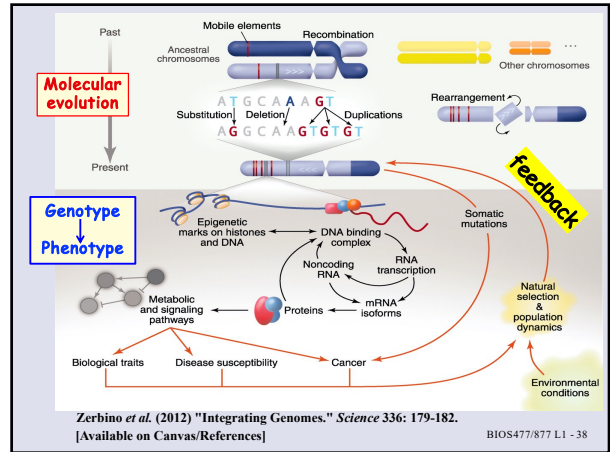 Past
Mobile elements
Recombination
Ancestral
chromosomes
>>>
...
Other chromosomes
Molecular
evolution
ATGCAAAGT
Substitution
Deletion
Duplications
AGGCAAGTGTGT
Rearrangement
Present
<<<
feedback
Genotype
Phenotype
Epigenetic
marks on histones
and DNA
DNA binding
complex
Somatic
mutations
Noncoding
RNA
RNA
transcription
Metabolic
and signaling
pathways
Proteins
mRNA
isoforms
Natural
selection
&
population
dynamics
Biological traits
Disease susceptibility
Cancer
Environmental
conditions
Zerbino et al. (2012) "Integrating Genomes." Science 336: 179-182.
[Available on Canvas/References]
BIOS477/877 L1 - 38